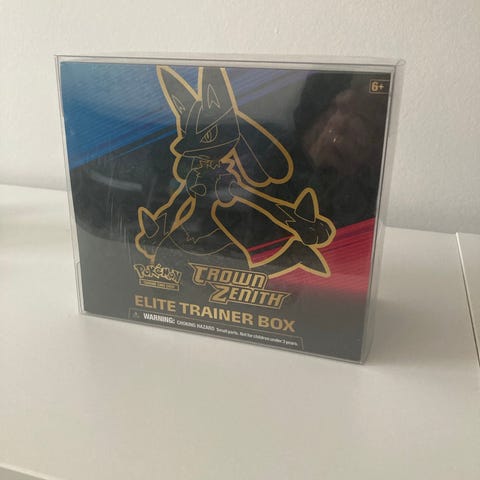 6+
POKÉMON
TRADING CARD GAME
CROWN
ZENITH
ELITE TRAINER BOX
WARNING: CHOKING HAZARD Small parts. Not for children under 3 years.